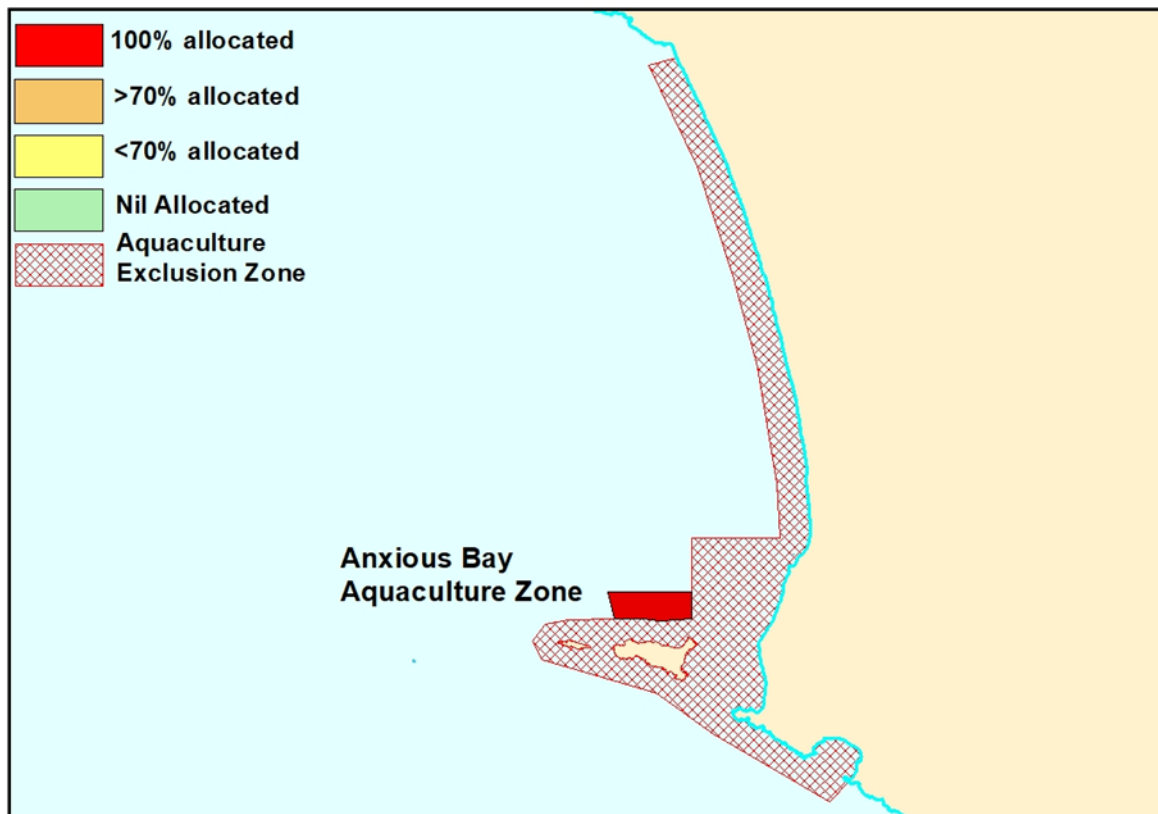 100% allocated
>70% allocated
<70% allocated
Nil Allocated
Aquaculture
Exclusion Zone
Anxious Bay
Aquaculture Zone